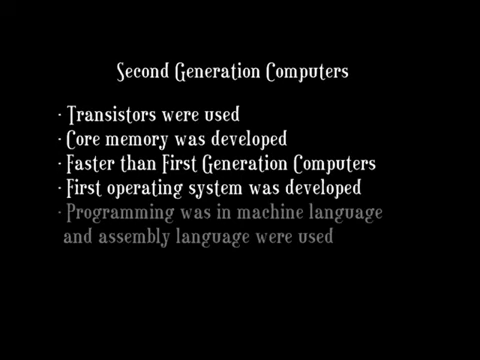 Second Generation Computers
· Transistors were used
· Core memory was developed
· Faster than First Generation Computers
· First operating system was developed
· Programming was in machine language
and assembly language were used